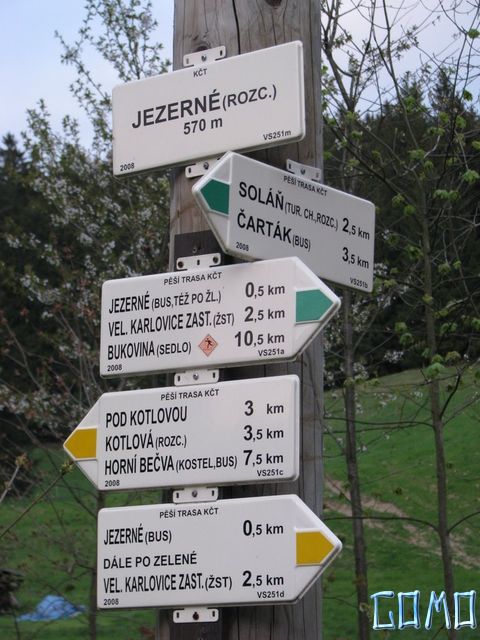 KČT
JEZERNÉ (ROZC.)
570 m
2008 VS251m
PĚŠÍ TRASA KČT
SOLÁŇ (TUR. CH.,ROZC.) 2,5 km
ČARTÁK (BUS) 3,5 km
2008 VS251b
PĚŠÍ TRASA KČT
JEZERNÉ (BUS,TÉŽ PO ŽL.) 0,5 km
VEL. KARLOVICE ZAST. (ŽST) 2,5 km
BUKOVINA (SEDLO) 10,5 km
2008 VS251a
PĚŠÍ TRASA KČT
POD KOTLOVOU 3 km
KOTLOVÁ (ROZC.) 3,5 km
HORNÍ BEČVA (KOSTEL,BUS) 7,5 km
2008 VS251c
PĚŠÍ TRASA KČT
JEZERNÉ (BUS) 0,5 km
DÁLE PO ZELENÉ
VEL. KARLOVICE ZAST. (ŽST) 2,5 km
2008 VS251d
GOMO